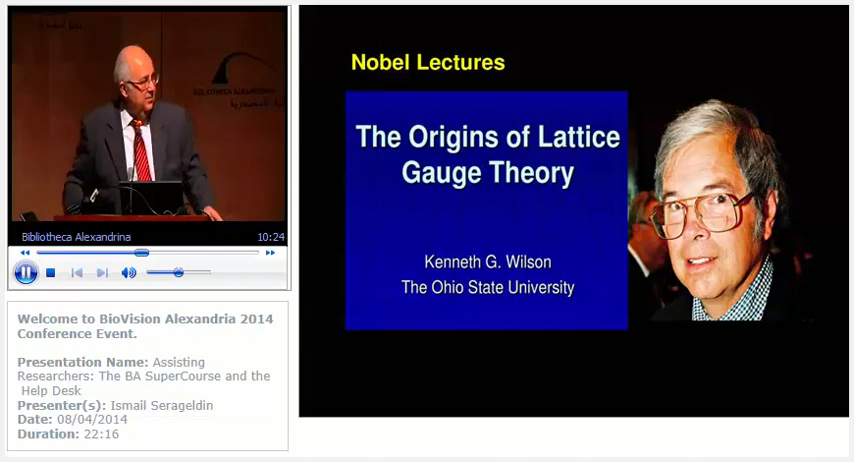 BIBLIOTHECA ALEXANDRINA
Bibliotheca Alexandrina
10:24
Welcome to BioVision Alexandria 2014
Conference Event.
Presentation Name: Assisting
Researchers: The BA SuperCourse and the
Help Desk
Presenter(s): Ismail Serageldin
Date: 08/04/2014
Duration: 22:16
Nobel Lectures
The Origins of Lattice
Gauge Theory
Kenneth G. Wilson
The Ohio State University